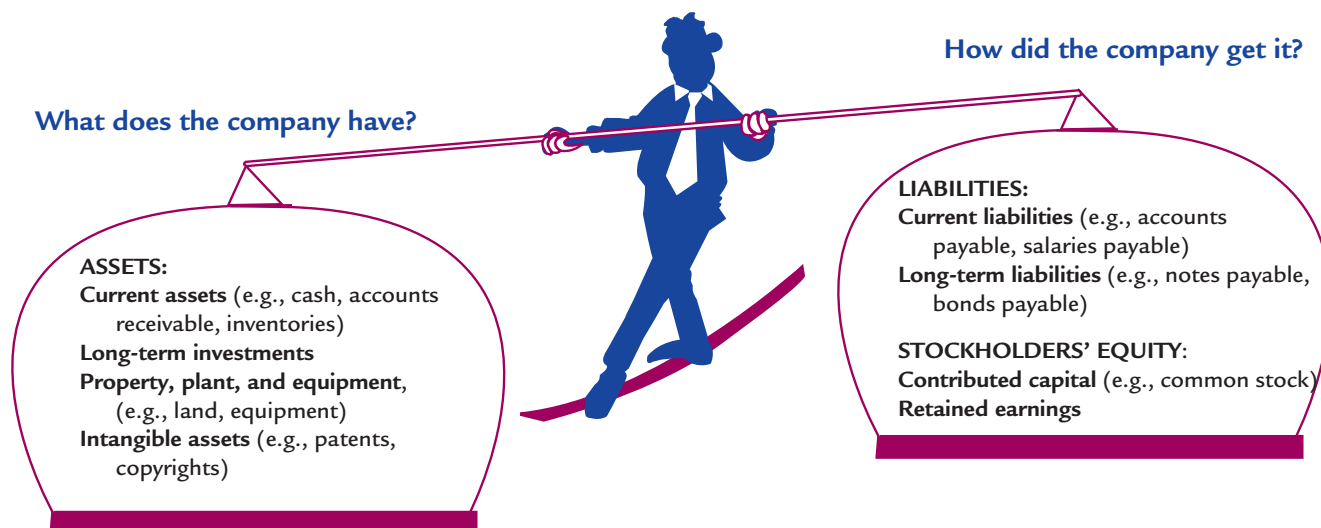 How did the company get it?
What does the company have?
ASSETS:
Current assets (e.g., cash, accounts
receivable, inventories)
Long-term investments
Property, plant, and equipment,
(e.g., land, equipment)
Intangible assets (e.g., patents,
copyrights)
LIABILITIES:
Current liabilities (e.g., accounts
payable, salaries payable)
Long-term liabilities (e.g., notes payable,
bonds payable)
STOCKHOLDERS’ EQUITY:
Contributed capital (e.g., common stock)
Retained earnings